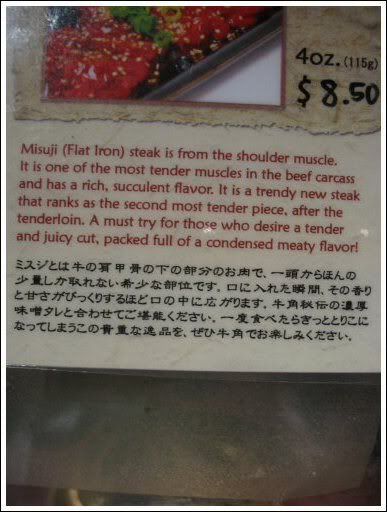 4oz.(115g)
$8.50
Misuji (Flat Iron) steak is from the shoulder muscle.
It is one of the most tender muscles in the beef carcass
and has a rich, succulent flavor. It is a trendy new steak
that ranks as the second most tender piece, after the
tenderloin. A must try for those who desire a tender
and juicy cut, packed full of a condensed meaty flavor!
ミスジとは牛の肩甲骨の下の部分のお肉で、一頭からほんの
少量しか取れない希少な部位です。口に入れた瞬間、その香り
と甘さがびっくりするほど口の中に広がります。牛角秘伝の濃厚
味噌タレと合わせてご堪能ください。一度食べたらきっととりこに
なってしまうこの貴重な逸品を、ぜひ牛角でお楽しみください。